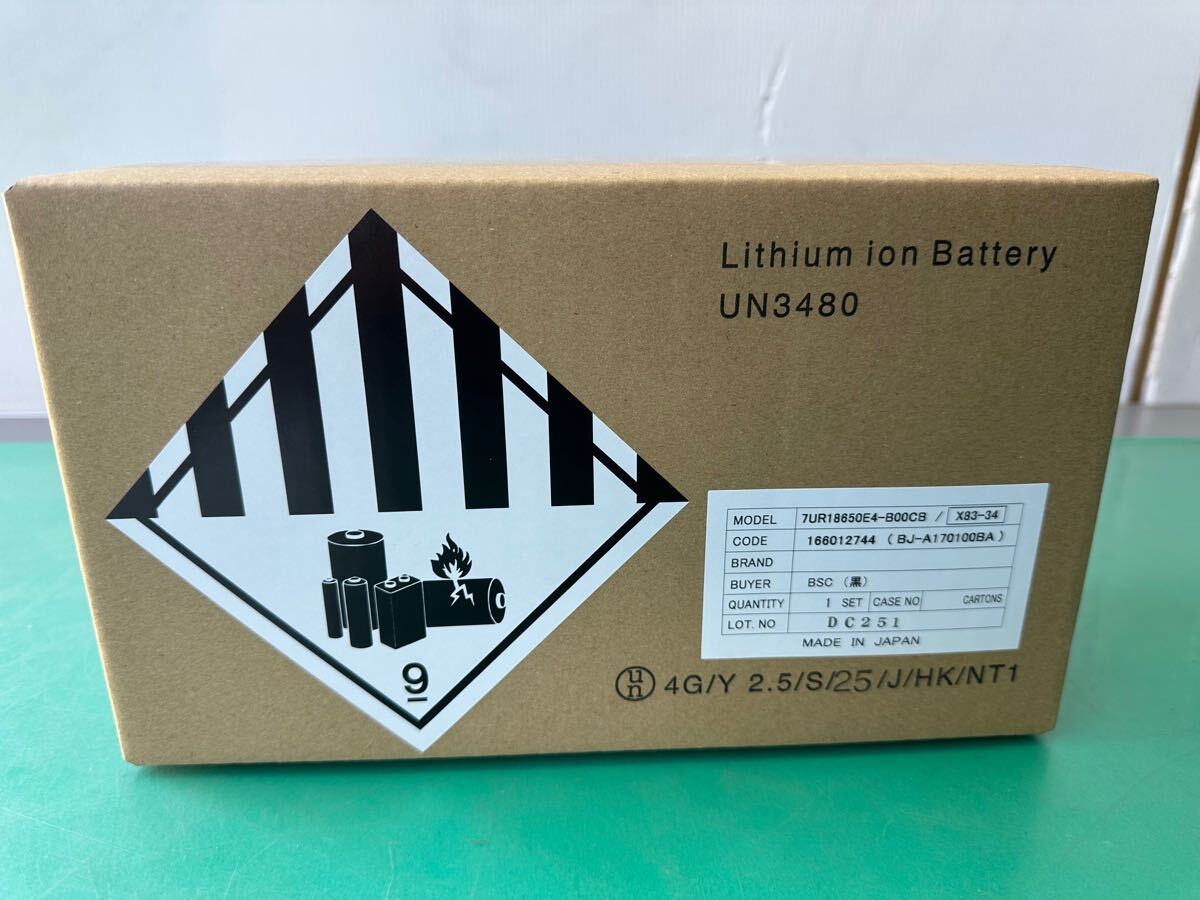 Lithium ion Battery
UN3480
MODEL 7UR18650E4-B00CB / X83-34
CODE 166012744 (BJ-A170100BA)
BRAND
BUYER BSC (黒)
QUANTITY 1 SET CASE NO CARTONS
LOT. NO DC251
MADE IN JAPAN
9
un 4G/Y 2.5/S/25/J/HK/NT1